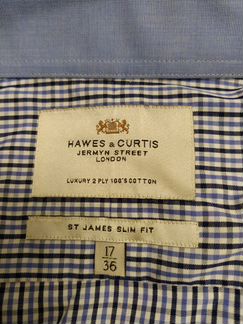 HAWES & CURTIS
JERMYN STREET
LONDON
LUXURY 2 PLY 100'S COTTON
ST JAMES SLIM FIT
17
36